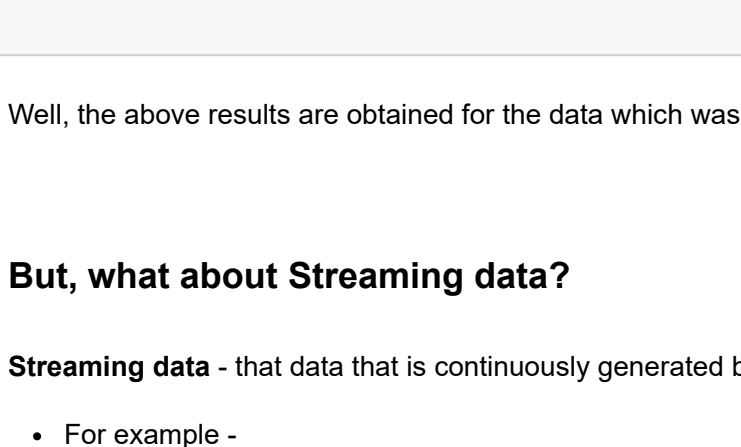 Well, the above results are obtained for the data which was
But, what about Streaming data?
Streaming data - that data that is continuously generated b
• For example -